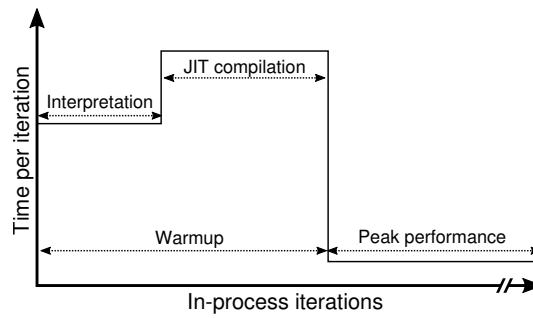 JIT compilation
Interpretation
Time per iteration
Warmup
Peak performance
In-process iterations